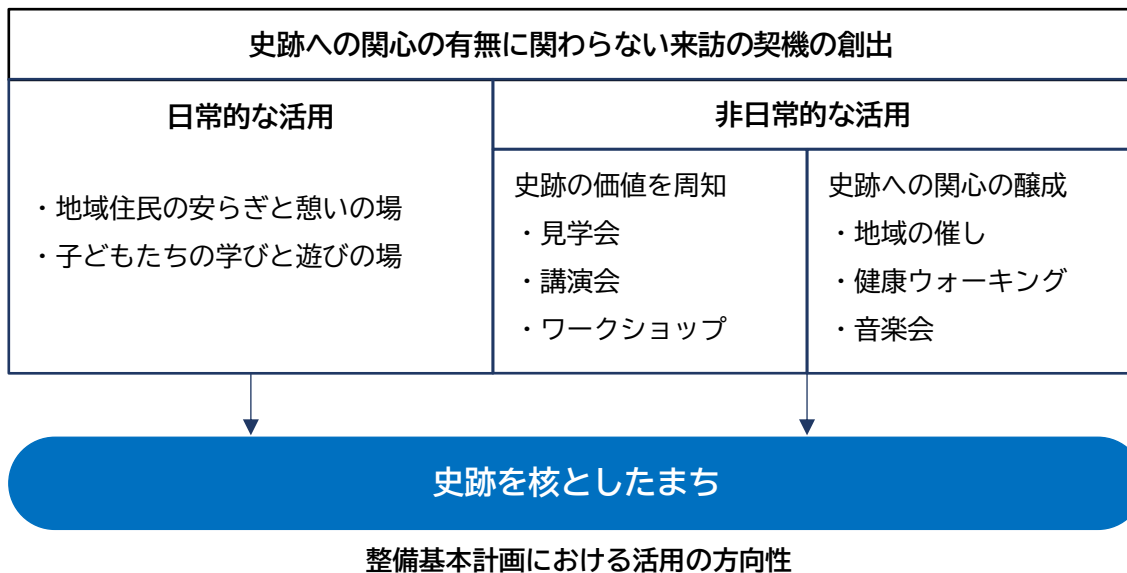 史跡への関心の有無に関わらない来訪の契機の創出
日常的な活用
・地域住民の安らぎと憩いの場
・子どもたちの学びと遊びの場
非日常的な活用
史跡の価値を周知
・見学会
・講演会
・ワークショップ
史跡への関心の醸成
・地域の催し
・健康ウォーキング
・音楽会
史跡を核としたまち
整備基本計画における活用の方向性